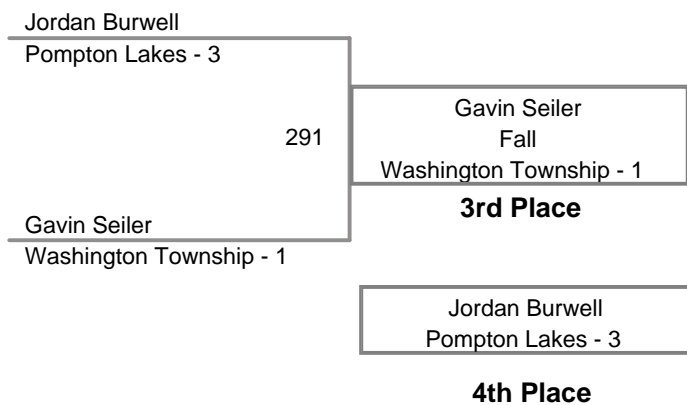 Jordan Burwell
Pompton Lakes - 3
291
Gavin Seiler
Washington Township - 1
Gavin Seiler
Fall
Washington Township - 1
3rd Place
Jordan Burwell
Pompton Lakes - 3
4th Place